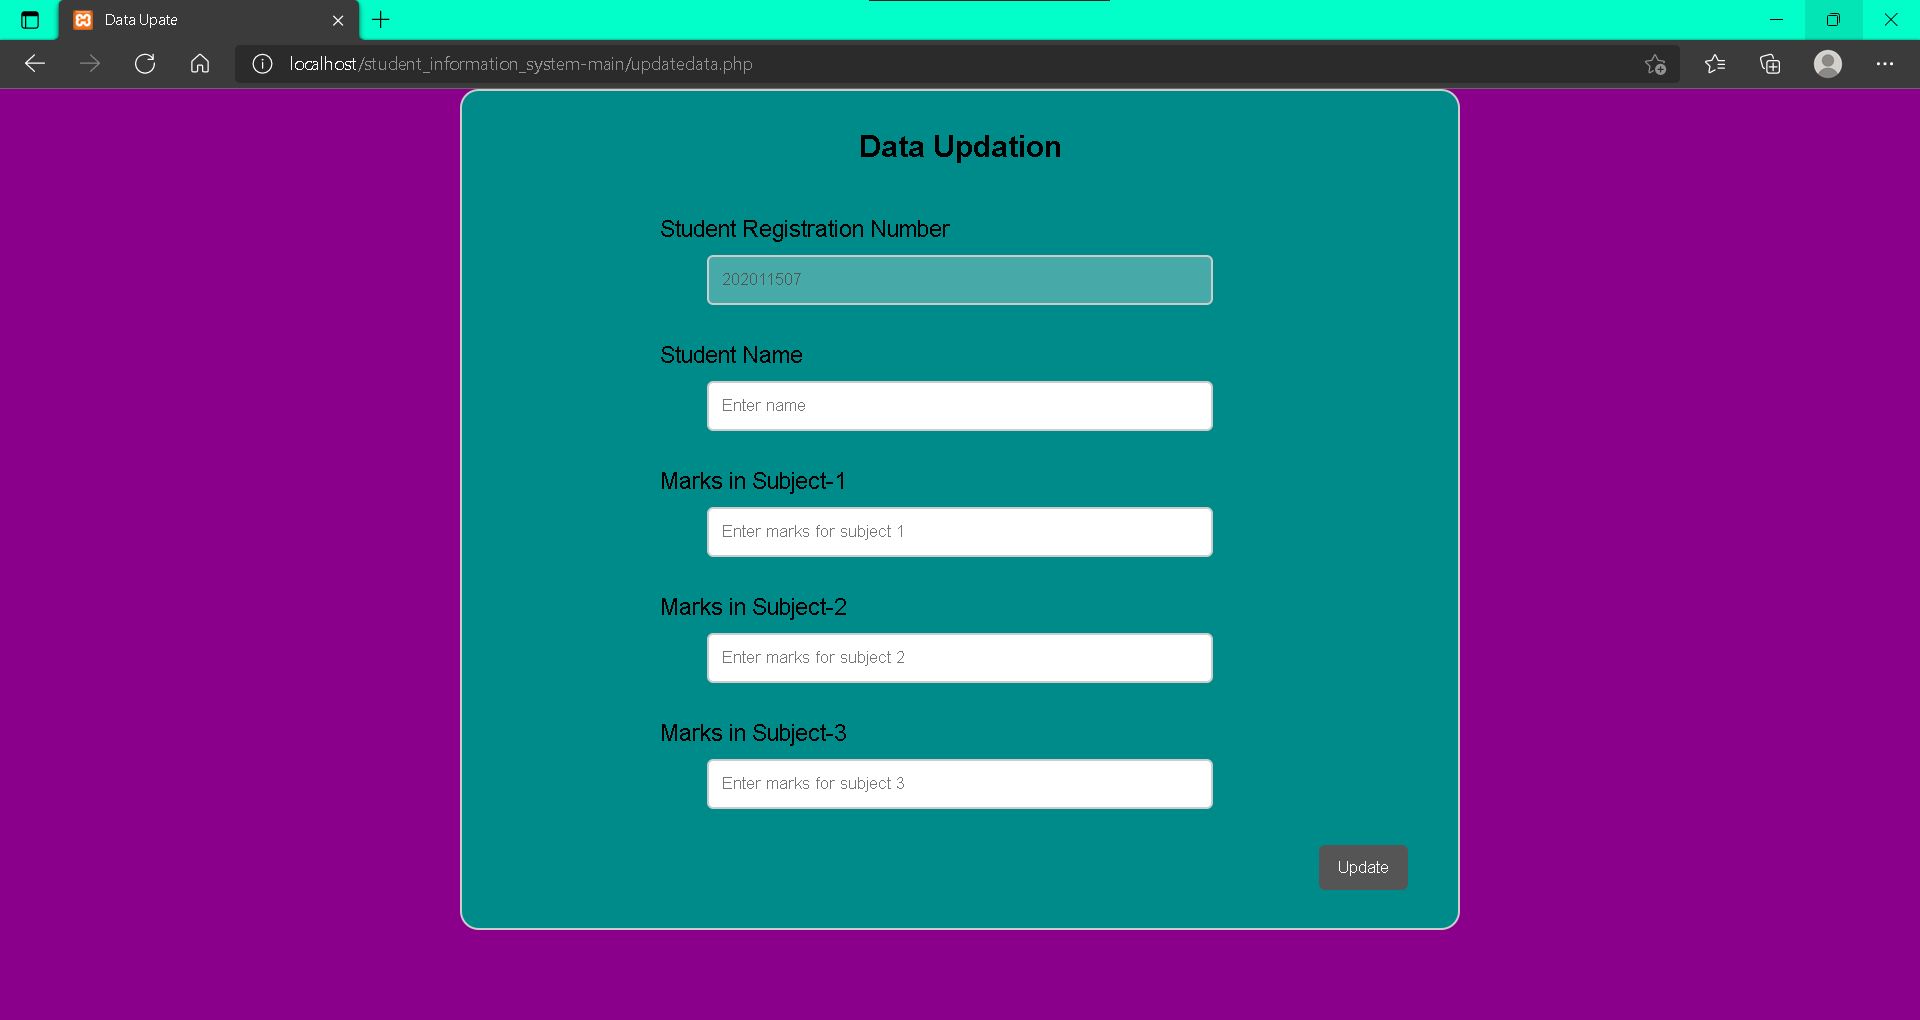 Data Upate
localhost/student_information_system-main/updatedata.php
Data Updation
Student Registration Number
202011507
Student Name
Enter name
Marks in Subject-1
Enter marks for subject 1
Marks in Subject-2
Enter marks for subject 2
Marks in Subject-3
Enter marks for subject 3
Update